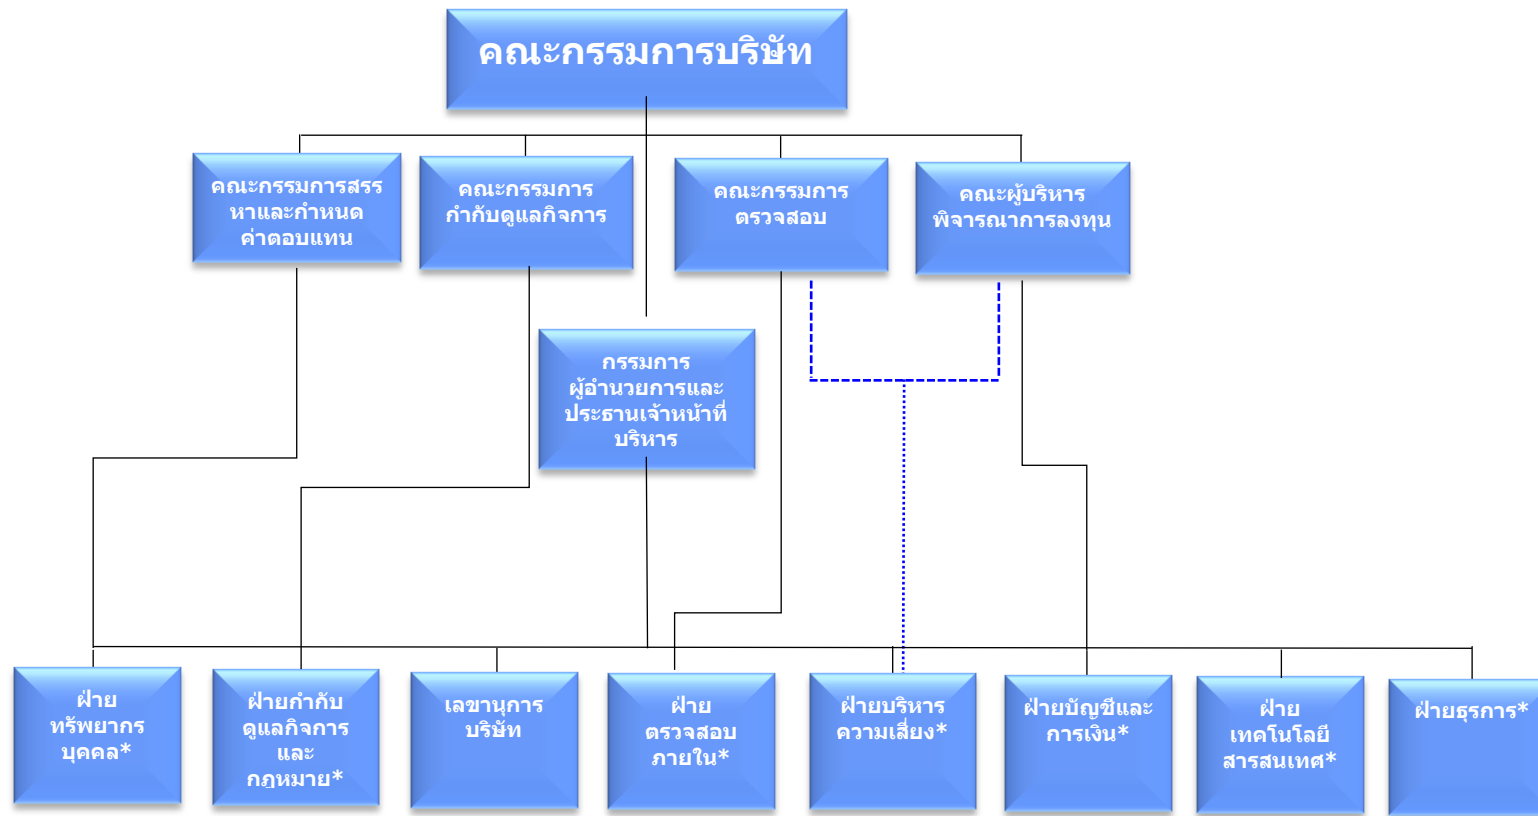 คณะกรรมการบริษัท
คณะกรรมการสรร
หาและกำหนด
ค่าตอบแทน
คณะกรรมการ
กำกับดูแลกิจการ
คณะกรรมการ
ตรวจสอบ
คณะผู้บริหาร
พิจารณาการลงทุน
กรรมการ
ผู้อำนวยการและ
ประธานเจ้าหน้าที่
บริหาร
ฝ่าย
ทรัพยากร
บุคคล*
ฝ่ายกำกับ
ดูแลกิจการ
และ
กฎหมาย*
เลขานุการ
บริษัท
ฝ่าย
ตรวจสอบ
ภายใน*
ฝ่ายบริหาร
ความเสี่ยง*
ฝ่ายบัญชีและ
การเงิน*
ฝ่าย
เทคโนโลยี
สารสนเทศ*
ฝ่ายธุรการ*